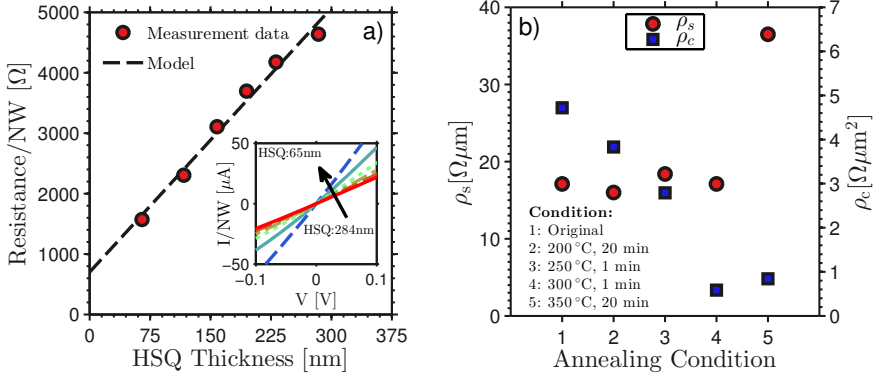 a)
Measurement data
Model
Resistance/NW [Ω]
5000
4000
3000
2000
1000
0
0 75 150 225 300 375
HSQ Thickness [nm]
I/NW [μA]
50
0
−50
HSQ:65nm
HSQ:284nm
−0.1 0 0.1
V [V]
b)
ρs
ρc
ρs[Ωμm]
40
30
20
10
0
Condition:
1: Original
2: 200 °C, 20 min
3: 250 °C, 1 min
4: 300 °C, 1 min
5: 350 °C, 20 min
1 2 3 4 5
Annealing Condition
7
6
5
4
3
2
1
0
ρc[Ωμm²]